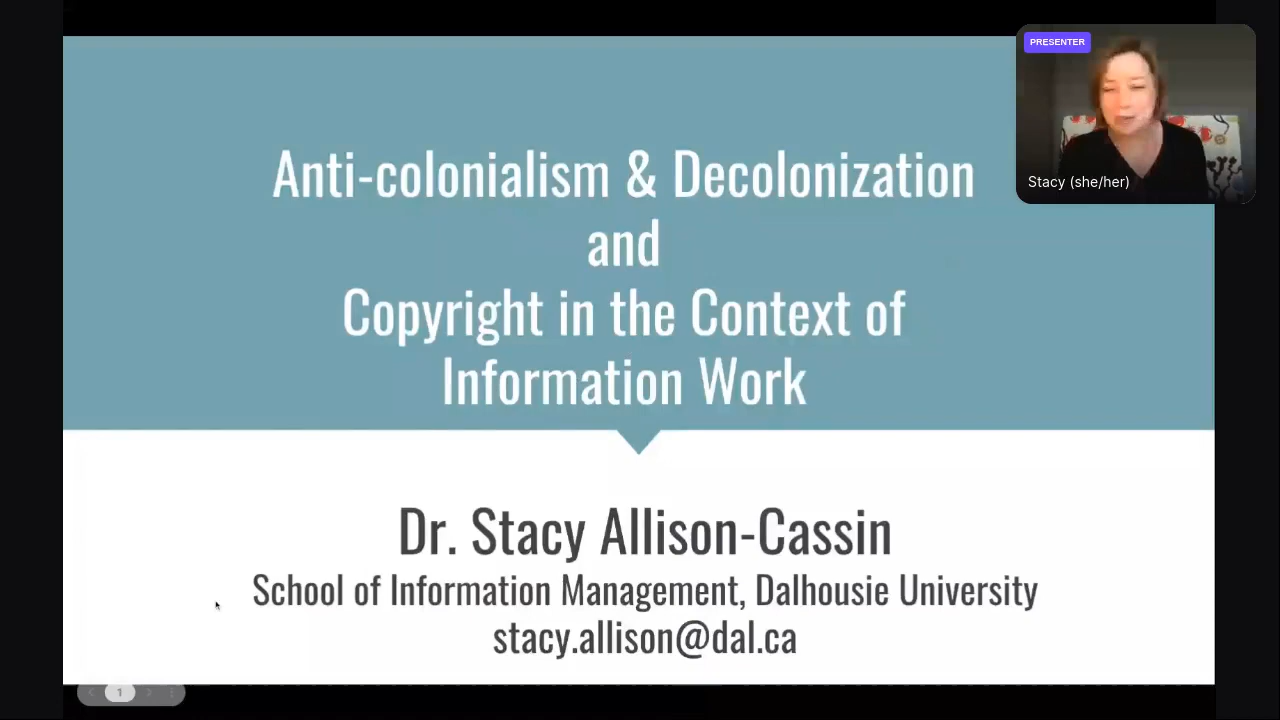 PRESENTER
Stacy (she/her)
Anti-colonialism & Decolonization
and
Copyright in the Context of
Information Work
Dr. Stacy Allison-Cassin
School of Information Management, Dalhousie University
stacy.allison@dal.ca
1